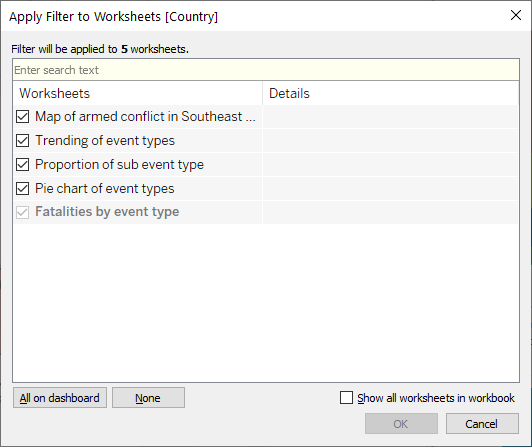 Apply Filter to Worksheets [Country]
Filter will be applied to 5 worksheets.
Enter search text
Worksheets Details
Map of armed conflict in Southeast ...
Trending of event types
Proportion of sub event type
Pie chart of event types
Fatalities by event type
All on dashboard None Show all worksheets in workbook
OK Cancel